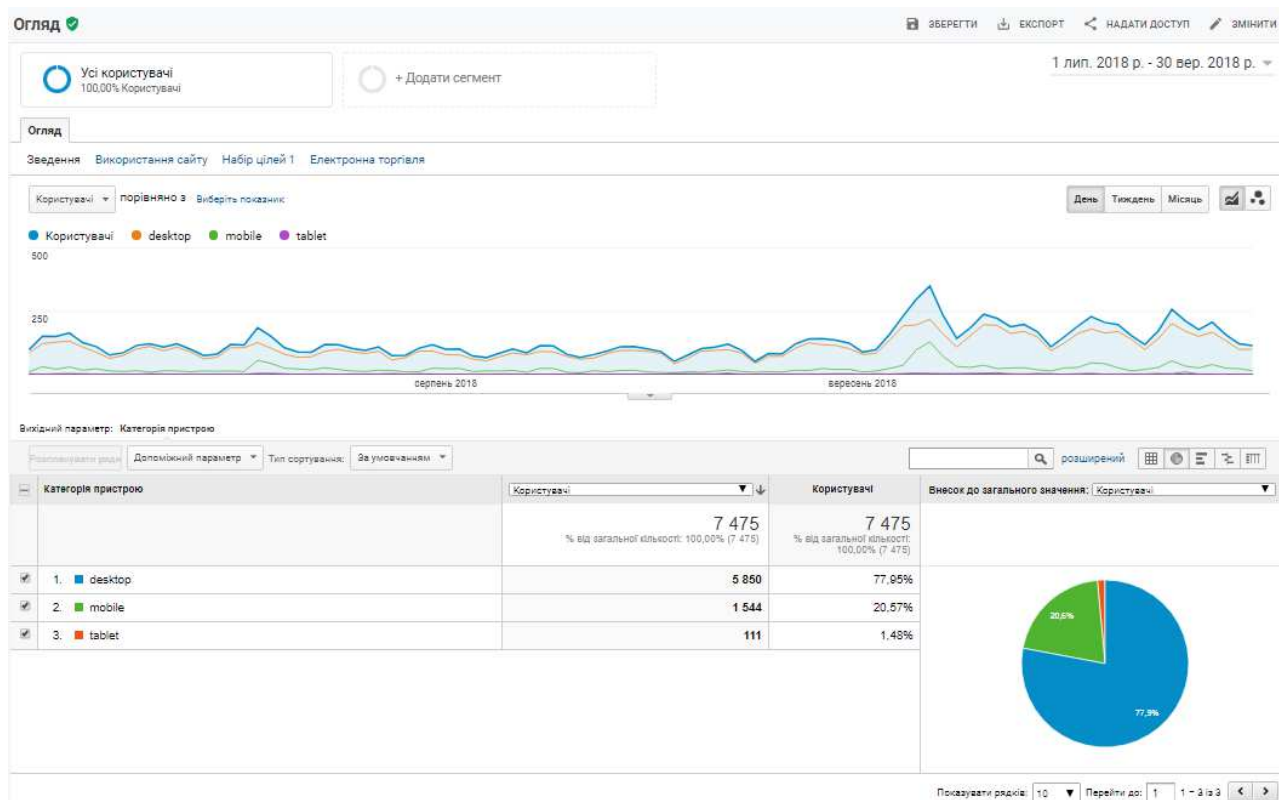 Огляд
ЗБЕРЕГТИ ЕКСПОРТ НАДАТИ ДОСТУП ЗМІНИТИ
Усі користувачі
100,00% Користувачі
+ Додати сегмент
1 лип. 2018 р. - 30 вер. 2018 р.
Огляд
Зведення Використання сайту Набір цілей 1 Електронна торгівля
Користувачі порівняно з Виберіть показник
День Тиждень Місяць
Користувачі desktop mobile tablet
500
250
серпень 2018 вересень 2018
Вихідний параметр: Категорія пристрою
Розпланувати ряди Допоміжний параметр Тип сортування: За умовчанням
розширений
Категорія пристрою Користувачі Користувачі Внесок до загального значення: Користувачі
7 475 7 475
% від загальної кількості: 100,00% (7 475) % від загальної кількості:
100,00% (7 475)
1. desktop 5 850 77,95%
2. mobile 1 544 20,57%
3. tablet 111 1,48%
20,6%
77,9%
Показувати рядків: 10 Перейти до: 1 1 – 3 із 3